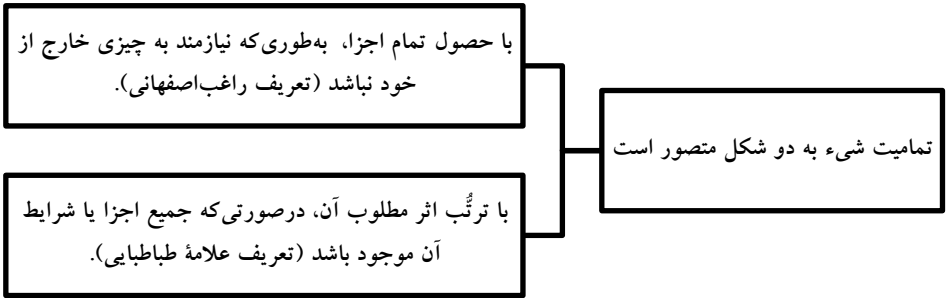 تمامیت شیء به دو شکل متصور است
با حصول تمام اجزا، به‌طوری‌که نیازمند به چیزی خارج از
خود نباشد (تعریف راغب‌اصفهانی).
با ترتُّب اثر مطلوب آن، درصورتی‌که جمیع اجزا یا شرایط
آن موجود باشد (تعریف علامهٔ طباطبایی).